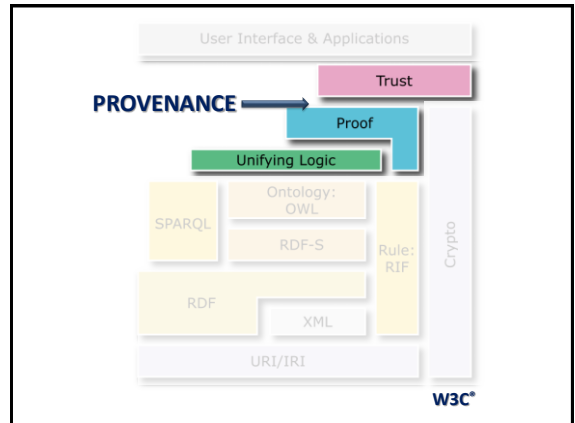 User Interface & Applications
Trust
PROVENANCE
Proof
Unifying Logic
SPARQL
Ontology:
OWL
RDF-S
Rule:
RIF
Crypto
RDF
XML
URI/IRI
W3C®